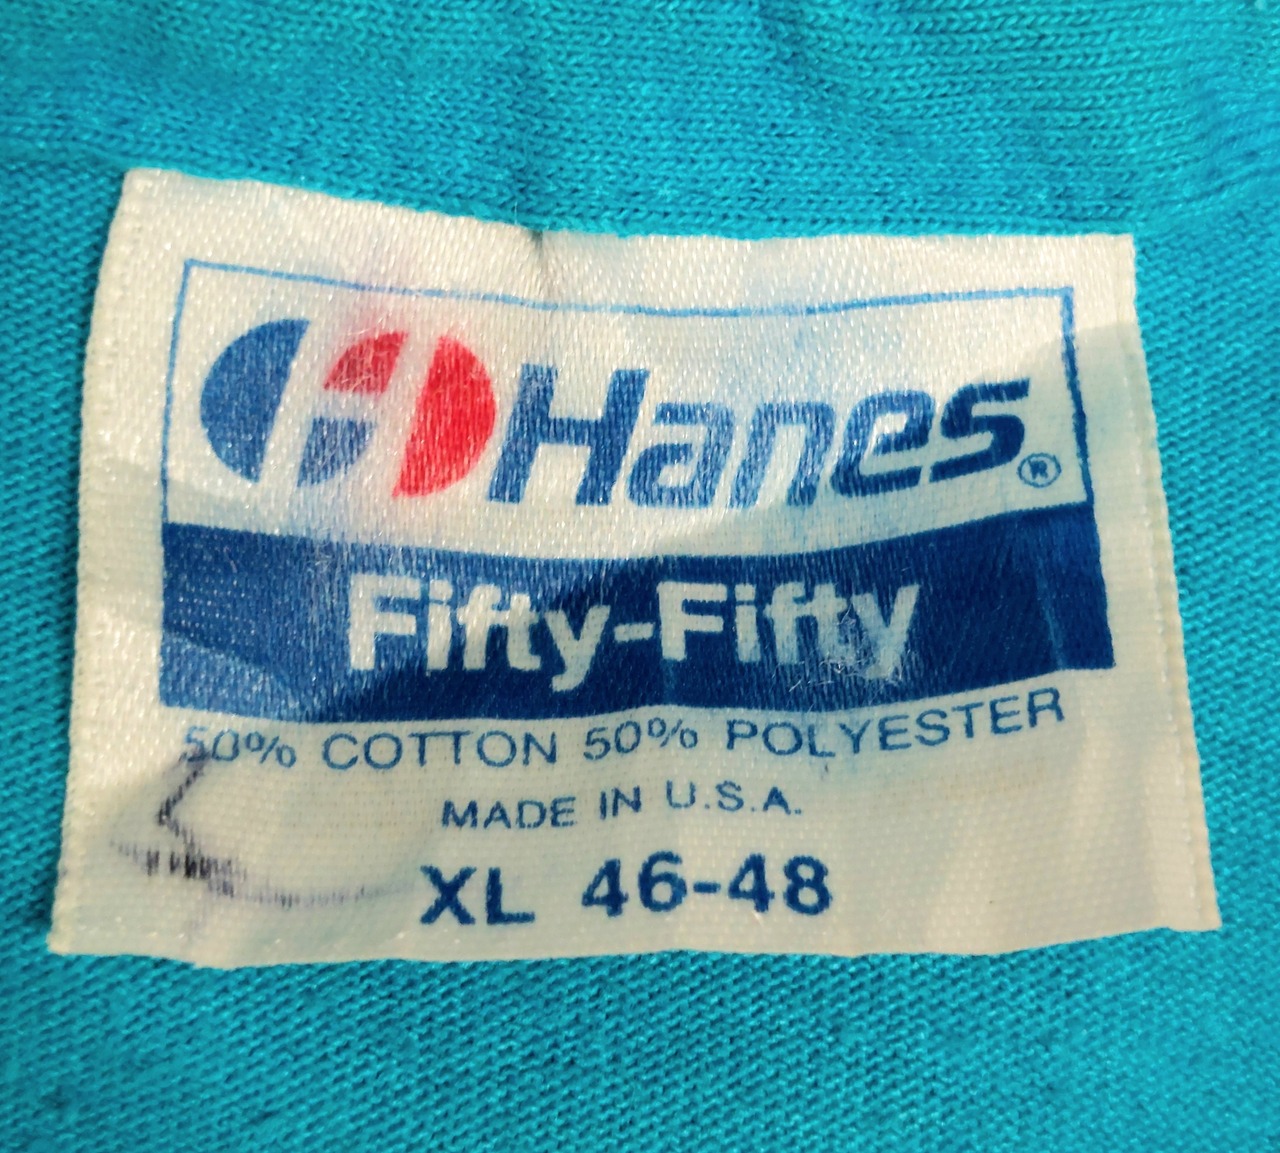 Hanes®
Fifty-Fifty
50% COTTON 50% POLYESTER
MADE IN U.S.A.
XL 46-48